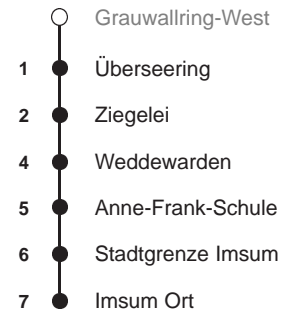 Grauwallring-West
1 Überseering
2 Ziegelei
4 Weddewarden
5 Anne-Frank-Schule
6 Stadtgrenze Imsum
7 Imsum Ort